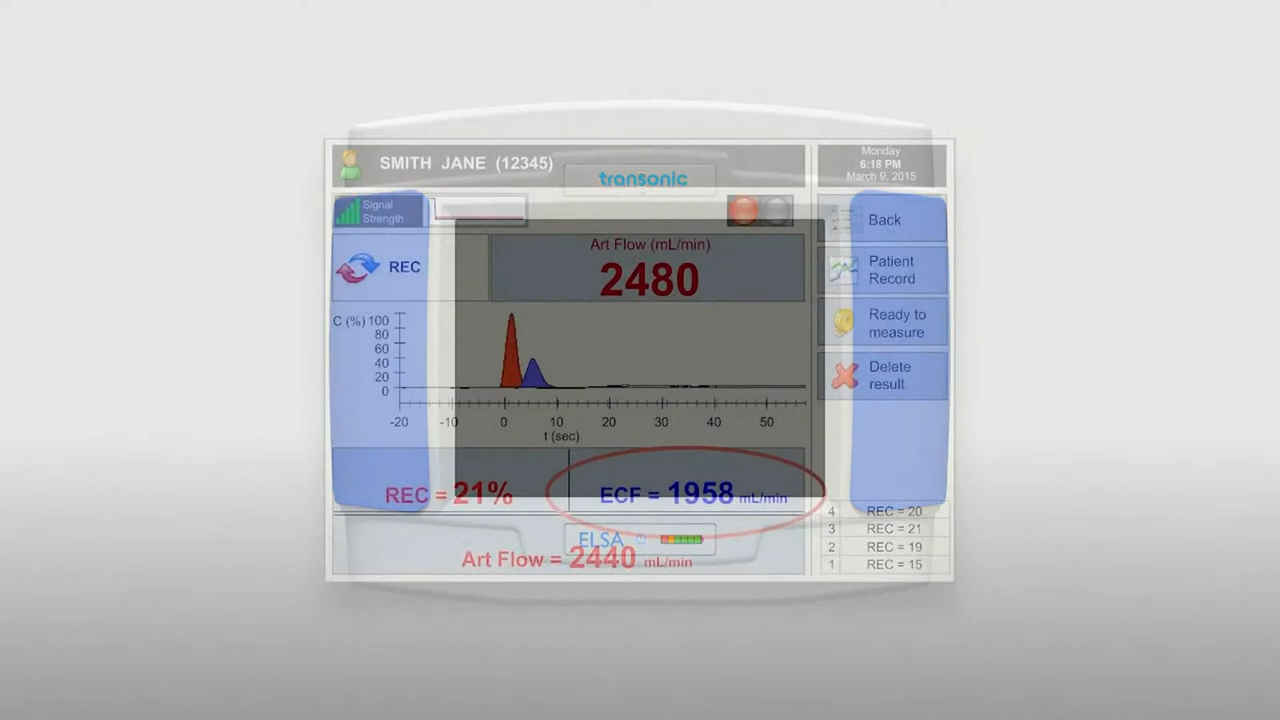 SMITH JANE (12345)
Monday
6:18 PM
March 9, 2015
transonic
Signal
Strength
REC
Art Flow (mL/min)
2480
Back
Patient
Record
Ready to
measure
Delete
result
C (%) 100
80
60
40
20
0
-20 -10 0 10 20 30 40 50
t (sec)
REC = 21%
ECF = 1958 mL/min
ELSA
Art Flow = 2440 mL/min
4 REC = 20
3 REC = 21
2 REC = 19
1 REC = 15